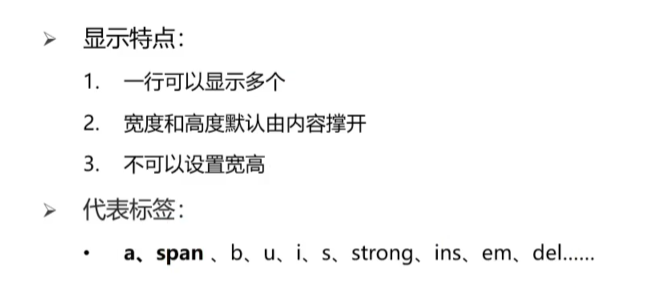 ➢ 显示特点：
1. 一行可以显示多个
2. 宽度和高度默认由内容撑开
3. 不可以设置宽高
➢ 代表标签：
• a、span 、b、u、i、s、strong、ins、em、del……